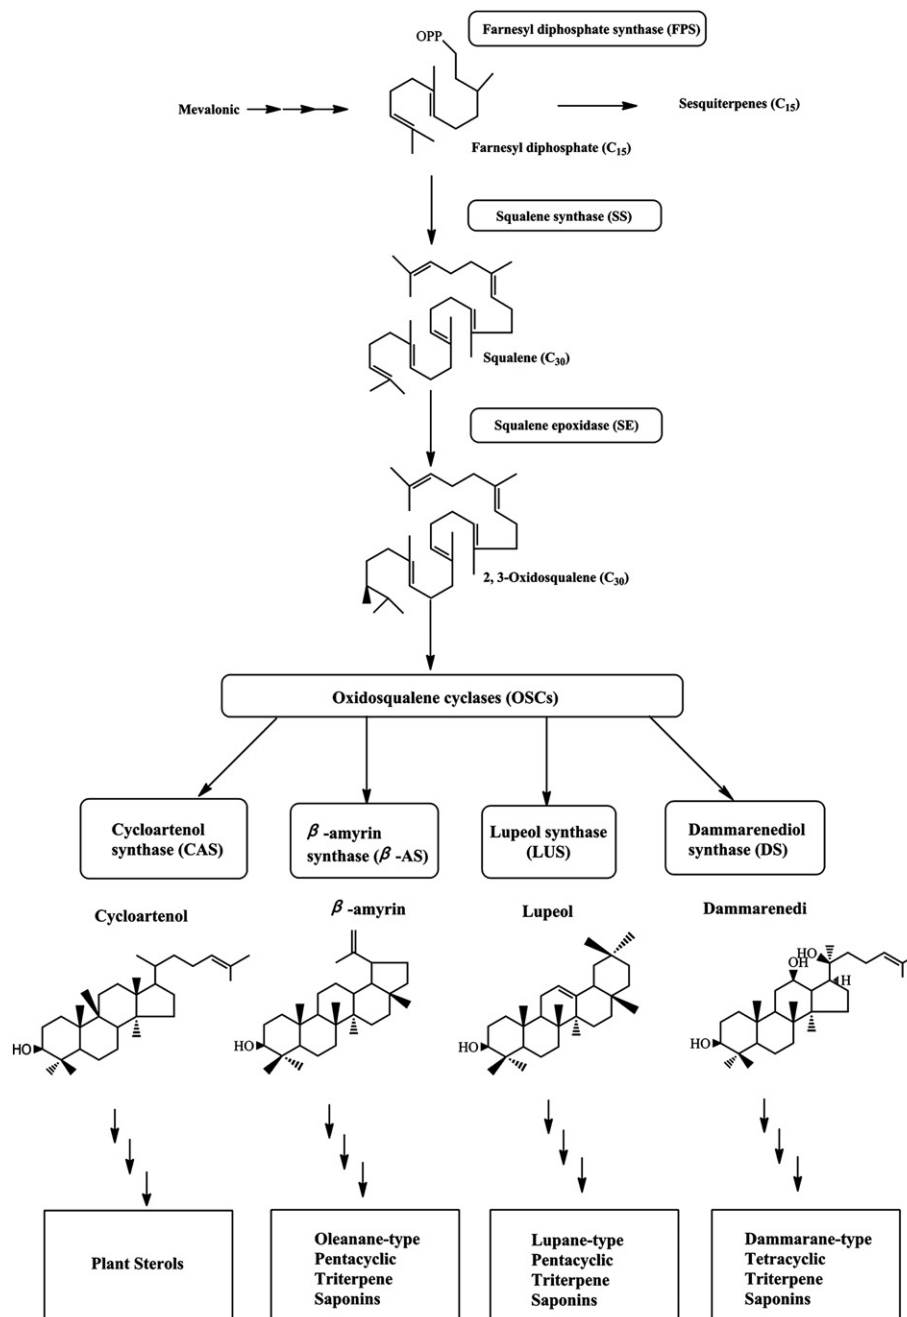 Farnesyl diphosphate synthase (FPS)
OPP
Mevalonic
Sesquiterpenes (C15)
Farnesyl diphosphate (C15)
Squalene synthase (SS)
Squalene (C30)
Squalene epoxidase (SE)
2, 3-Oxidosqualene (C30)
Oxidosqualene cyclases (OSCs)
Cycloartenol
synthase (CAS)
β -amyrin
synthase (β -AS)
Lupeol synthase
(LUS)
Dammarenediol
synthase (DS)
Cycloartenol
β -amyrin
Lupeol
Dammarenedi
HO
HO
HO
HO
OH
HO
H
Plant Sterols
Oleanane-type
Pentacyclic
Triterpene
Saponins
Lupane-type
Pentacyclic
Triterpene
Saponins
Dammarane-type
Tetracyclic
Triterpene
Saponins